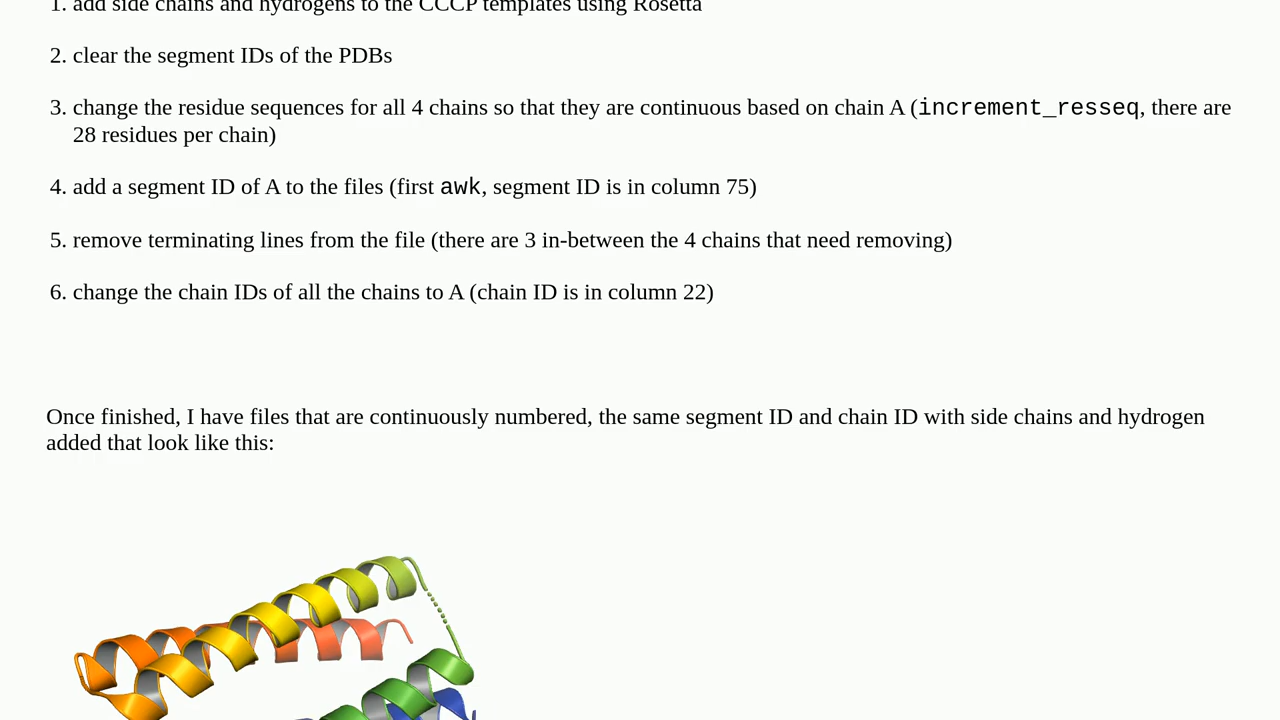 1. add side chains and hydrogens to the CCCP templates using Rosetta
2. clear the segment IDs of the PDBs
3. change the residue sequences for all 4 chains so that they are continuous based on chain A (increment_resseq, there are
28 residues per chain)
4. add a segment ID of A to the files (first awk, segment ID is in column 75)
5. remove terminating lines from the file (there are 3 in-between the 4 chains that need removing)
6. change the chain IDs of all the chains to A (chain ID is in column 22)
Once finished, I have files that are continuously numbered, the same segment ID and chain ID with side chains and hydrogen
added that look like this: